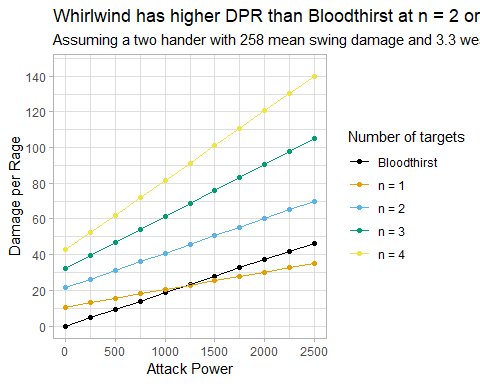 Whirlwind has higher DPR than Bloodthirst at n = 2 or
Assuming a two hander with 258 mean swing damage and 3.3
Damage per Rage
140
120
100
80
60
40
20
0
0 500 1000 1500 2000 2500
Attack Power
Number of targets
Bloodthirst
n = 1
n = 2
n = 3
n = 4